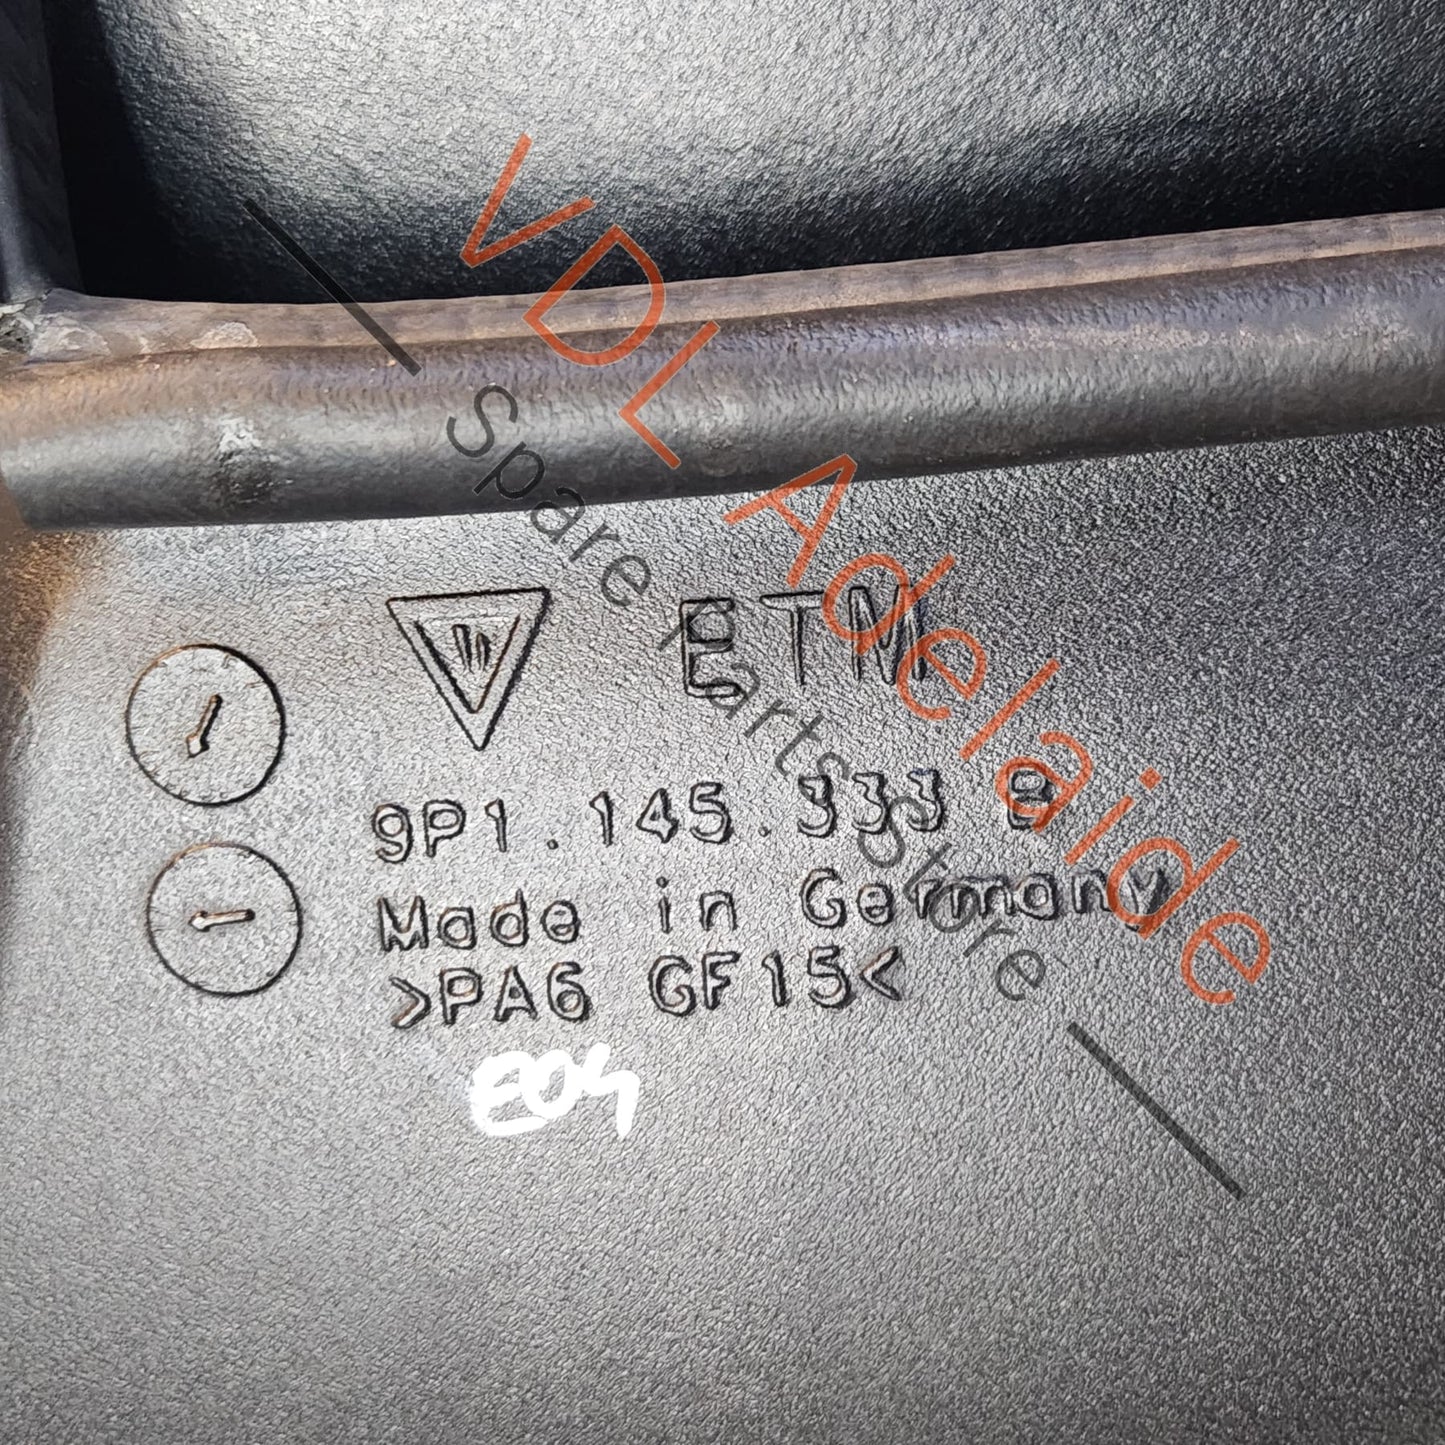 VDL Adelaide
Spare Parts Store
ETM
9P1.145.333 B
Made in Germany
>PA6 GF15<
E04